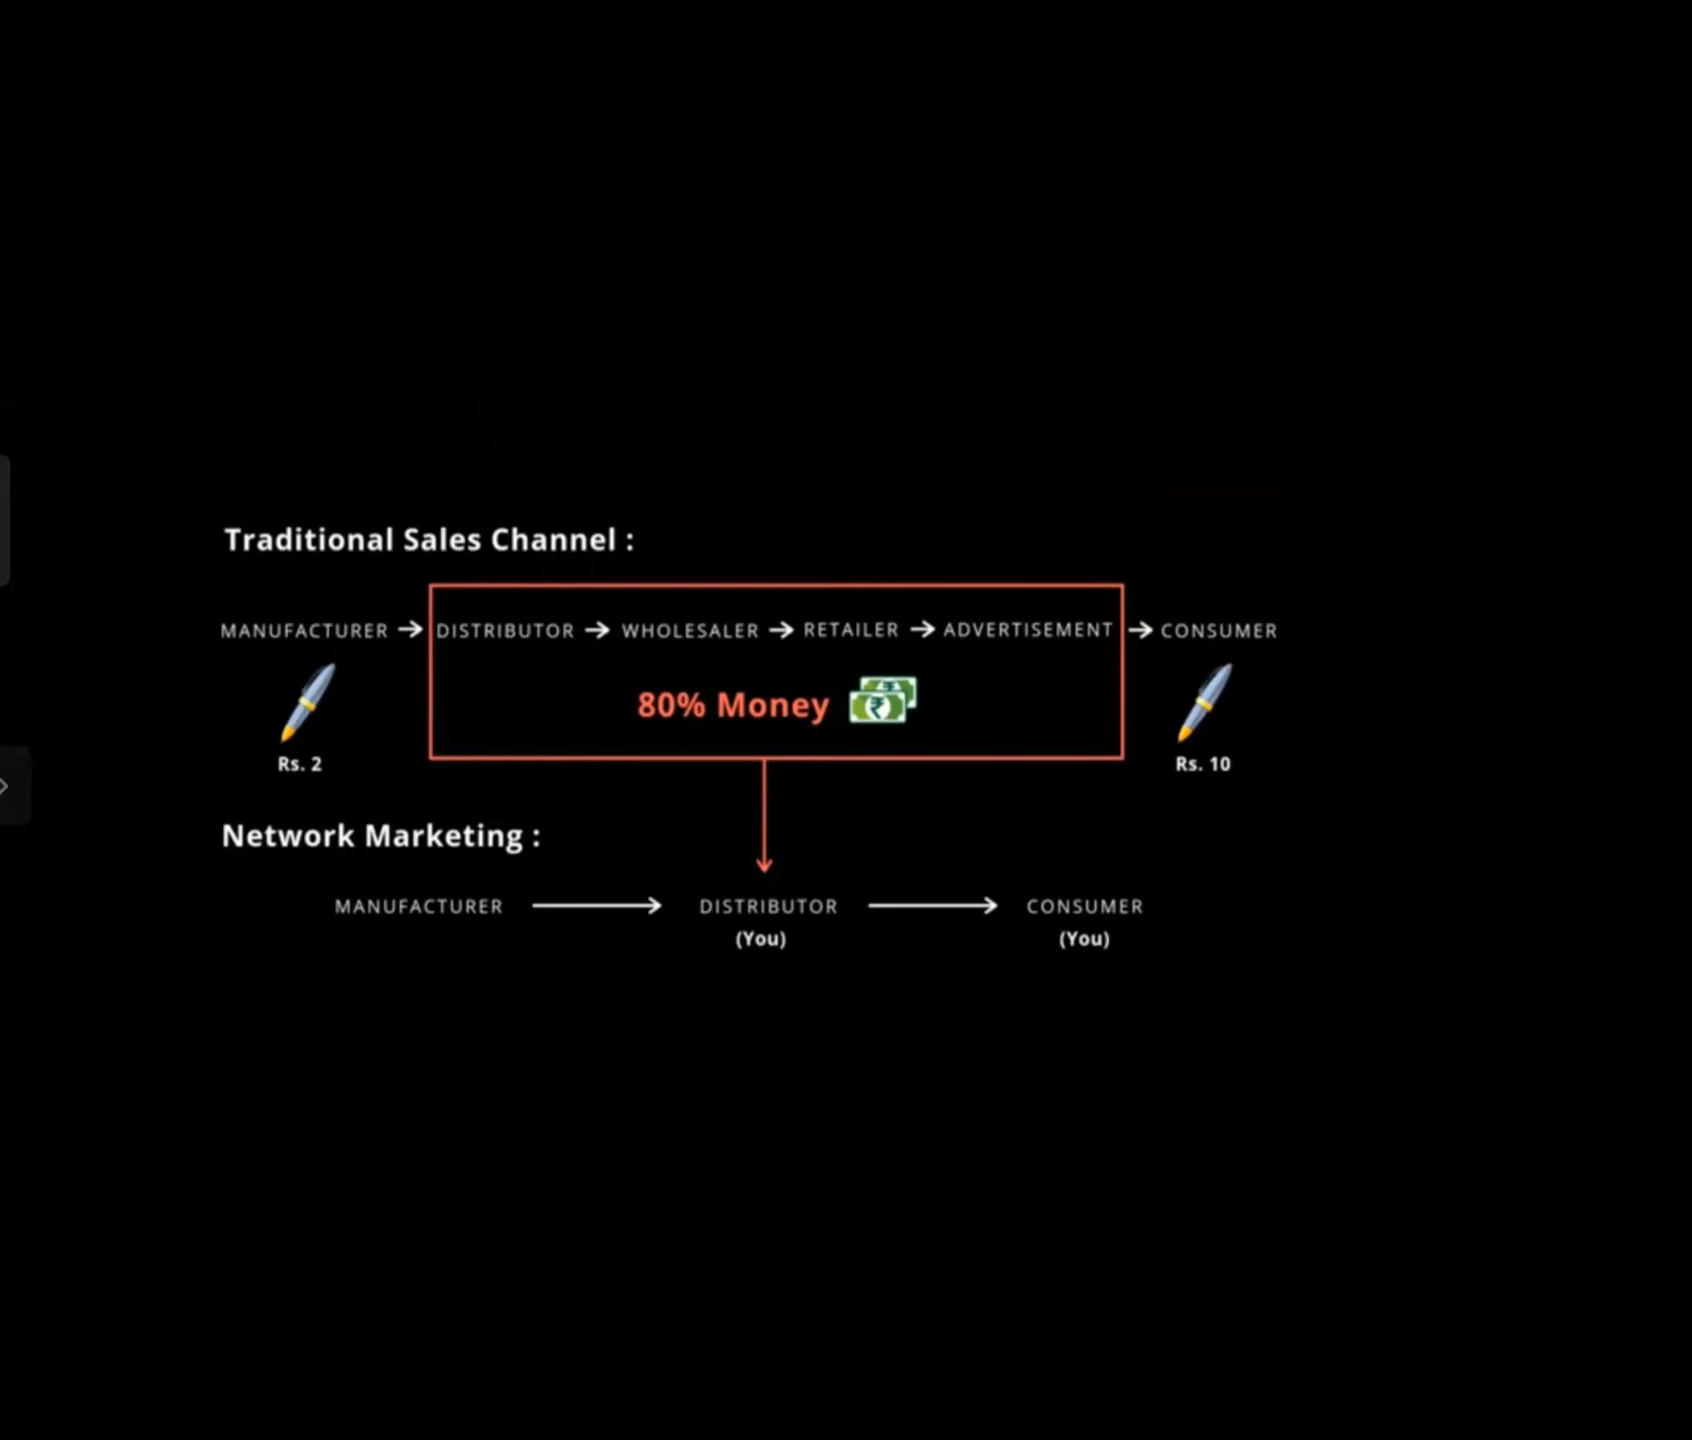 Traditional Sales Channel :
MANUFACTURER → DISTRIBUTOR → WHOLESALER → RETAILER → ADVERTISEMENT → CONSUMER
80% Money
Rs. 2
Rs. 10
Network Marketing :
MANUFACTURER → DISTRIBUTOR → CONSUMER
(You) (You)